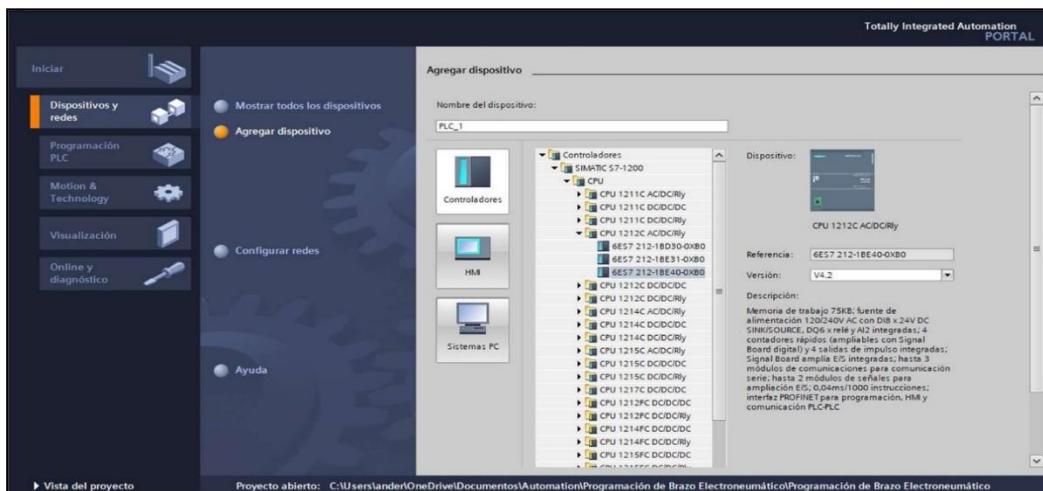 Totally Integrated Automation
PORTAL
Iniciar
Dispositivos y
redes
Programación
PLC
Motion &
Technology
Visualización
Online y
diagnóstico
Vista del proyecto
Mostrar todos los dispositivos
Agregar dispositivo
Configurar redes
Ayuda
Agregar dispositivo
Nombre del dispositivo:
PLC_1
Controladores
HMI
Sistemas PC
Controladores
SIMATIC S7-1200
CPU
CPU 1211C AC/DC/Rly
CPU 1211C DC/DC/DC
CPU 1211C DC/DC/Rly
CPU 1212C AC/DC/Rly
6ES7 212-1BD30-0XB0
6ES7 212-1BE31-0XB0
6ES7 212-1BE40-0XB0
CPU 1212C DC/DC/DC
CPU 1212C DC/DC/Rly
CPU 1214C AC/DC/Rly
CPU 1214C DC/DC/DC
CPU 1214C DC/DC/Rly
CPU 1215C AC/DC/Rly
CPU 1215C DC/DC/DC
CPU 1215C DC/DC/Rly
CPU 1217C DC/DC/DC
CPU 1212FC DC/DC/DC
CPU 1212FC DC/DC/Rly
CPU 1214FC DC/DC/DC
CPU 1214FC DC/DC/Rly
CPU 1215FC DC/DC/DC
CPU 1215FC DC/DC/Rly
Dispositivo:
CPU 1212C AC/DC/Rly
Referencia: 6ES7 212-1BE40-0XB0
Versión: V4.2
Descripción:
Memoria de trabajo 75KB; fuente de
alimentación 120/240V AC con DI8 x 24V DC
SINK/SOURCE, DQ6 x relé y AI2 integradas; 4
contadores rápidos (ampliables con Signal
Board digital) y 4 salidas de impulso integradas;
Signal Board amplía E/S integradas; hasta 3
módulos de comunicaciones para comunicación
serie; hasta 2 módulos de señales para
ampliación E/S; 0,04ms/1000 instrucciones;
interfaz PROFINET para programación, HMI y
comunicación PLC-PLC
Proyecto abierto: C:\Users\ander\OneDrive\Documentos\Automation\Programación de Brazo Electroneumático\Programación de Brazo Electroneumático